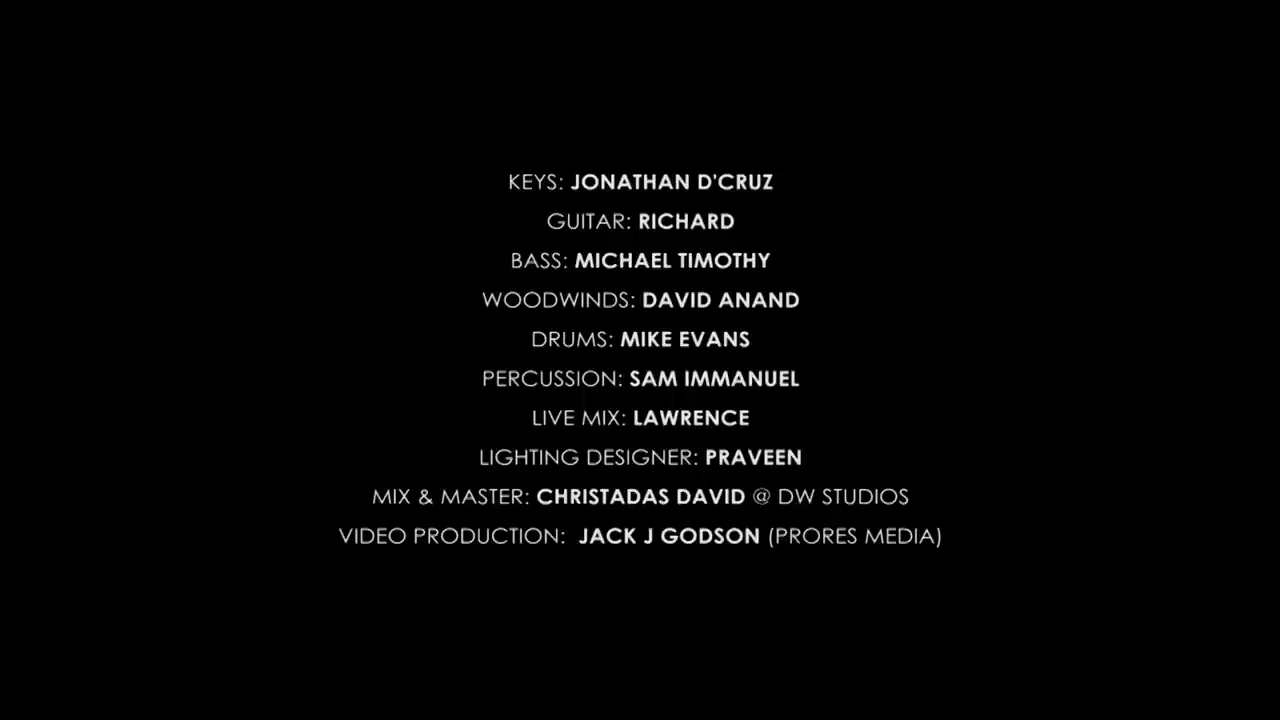 KEYS: JONATHAN D'CRUZ
GUITAR: RICHARD
BASS: MICHAEL TIMOTHY
WOODWINDS: DAVID ANAND
DRUMS: MIKE EVANS
PERCUSSION: SAM IMMANUEL
LIVE MIX: LAWRENCE
LIGHTING DESIGNER: PRAVEEN
MIX & MASTER: CHRISTADAS DAVID @ DW STUDIOS
VIDEO PRODUCTION:  JACK J GODSON (PRORES MEDIA)